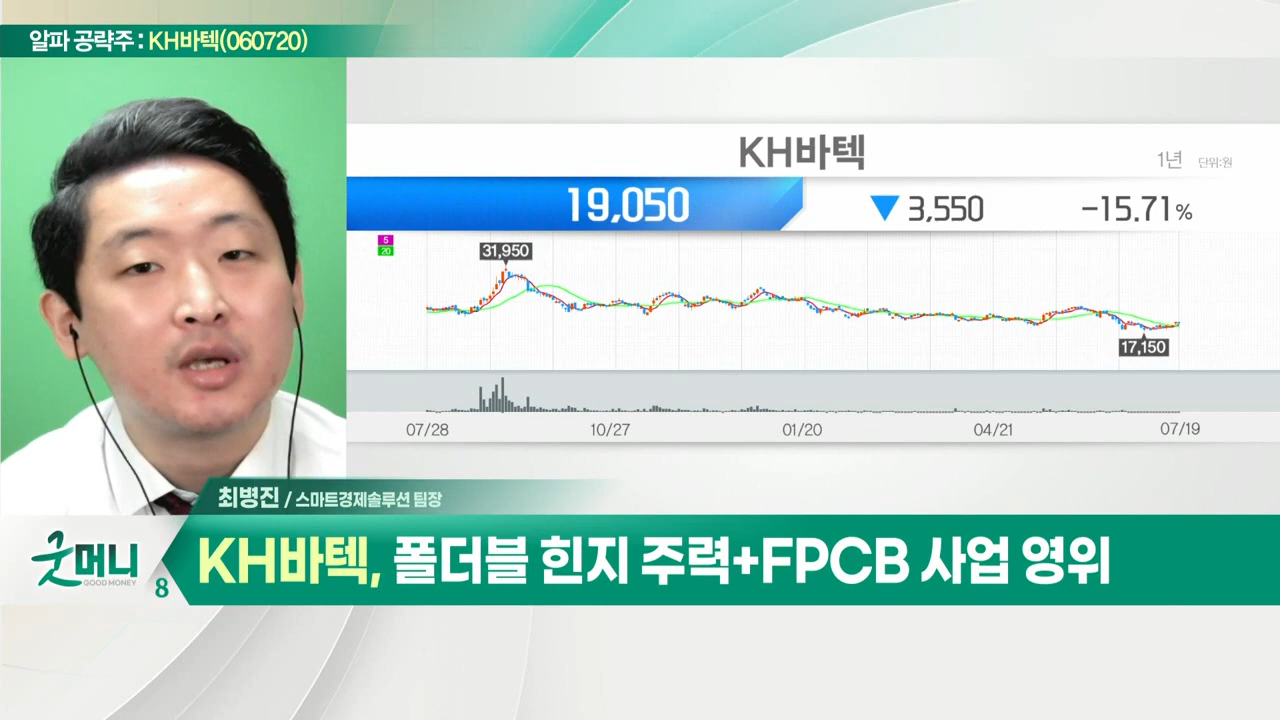 알파 공략주 : KH바텍(060720)
KH바텍
1년 단위:원
19,050 ▼ 3,550 -15.71%
5
20
31,950
17,150
07/28 10/27 01/20 04/21 07/19
최병진 / 스마트경제솔루션 팀장
굿머니
GOOD MONEY
8
KH바텍, 폴더블 힌지 주력+FPCB 사업 영위